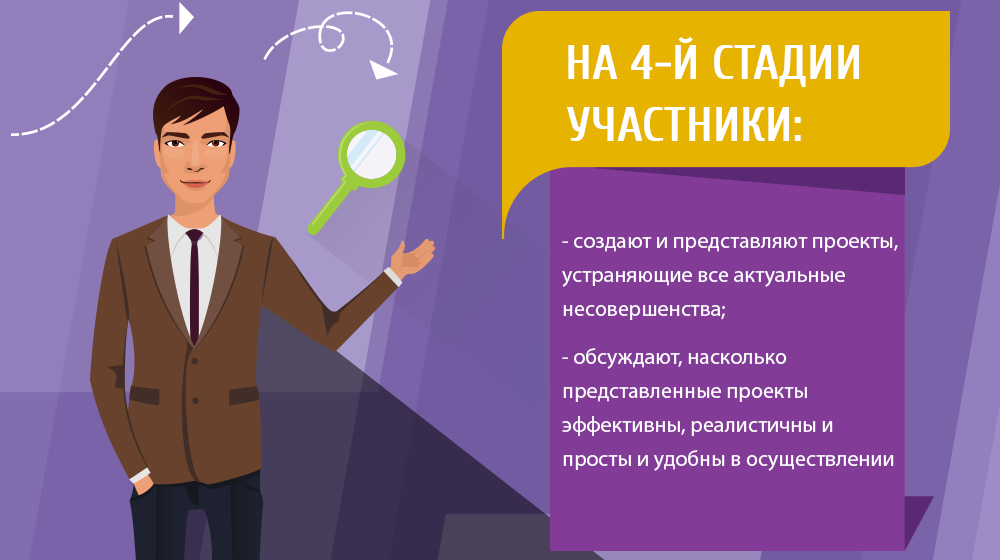 НА 4-Й СТАДИИ
УЧАСТНИКИ:
- создают и представляют проекты,
устраняющие все актуальные
несовершенства;
- обсуждают, насколько
представленные проекты
эффективны, реалистичны и
просты и удобны в осуществлении